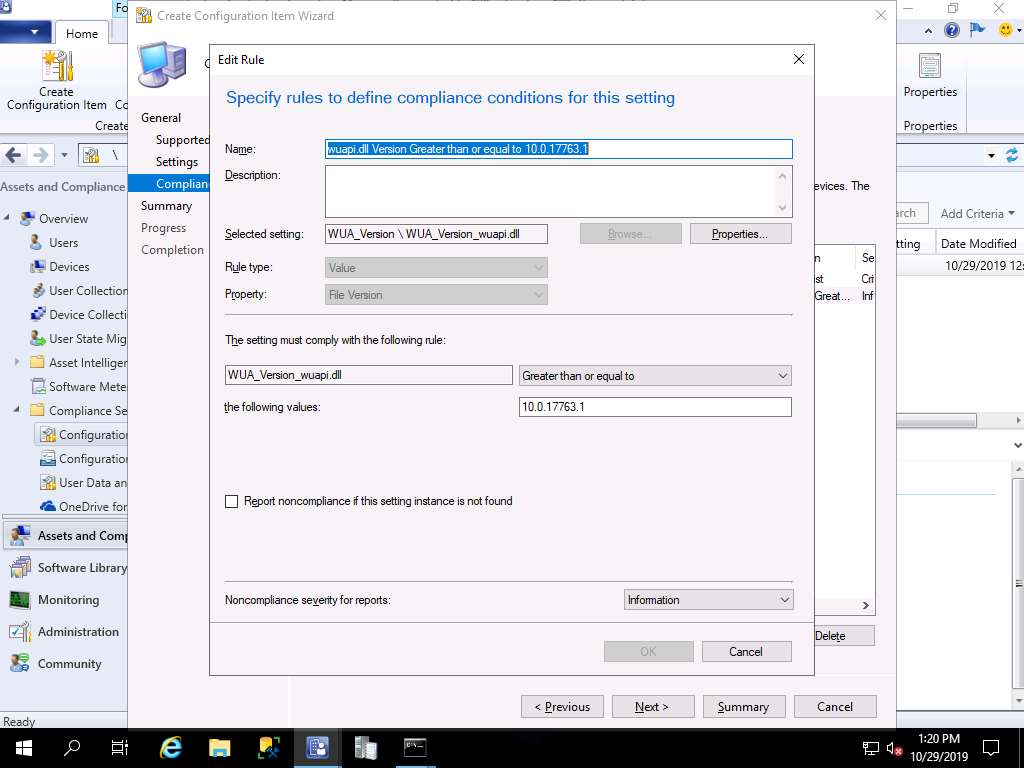 Fo
Create Configuration Item Wizard
Home
Create
Configuration Item
Co
Create
Properties
Properties
Edit Rule
Specify rules to define compliance conditions for this setting
Name:
wuapi.dll Version Greater than or equal to 10.0.17763.1
Description:
Selected setting:
WUA_Version \ WUA_Version_wuapi.dll
Browse...
Properties...
Rule type:
Value
Property:
File Version
The setting must comply with the following rule:
WUA_Version_wuapi.dll
Greater than or equal to
the following values:
10.0.17763.1
Report noncompliance if this setting instance is not found
Noncompliance severity for reports:
Information
OK
Cancel
General
Supported
Settings
Complian
Summary
Progress
Completion
\
Assets and Compliance
Overview
Users
Devices
User Collection
Device Collecti
User State Mig
Asset Intelliger
Software Mete
Compliance Se
Configuratio
Configuration
User Data an
OneDrive for
Assets and Comp
Software Library
Monitoring
Administration
Community
Ready
evices. The
arch
Add Criteria
tting
Date Modified
10/29/2019 12:
n
Se
st
Cri
Great...
Inf
Delete
< Previous
Next >
Summary
Cancel
1:20 PM
10/29/2019